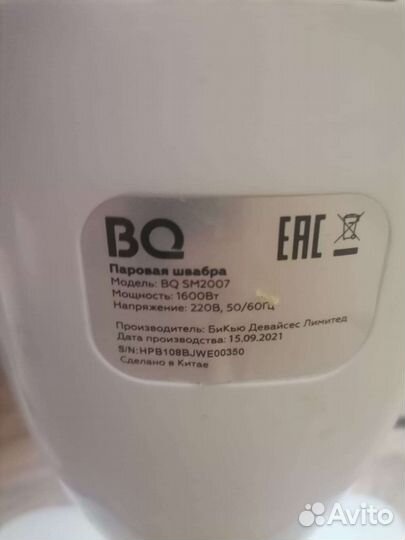 BQ
EAC
Паровая швабра
Модель: BQ SM2007
Мощность: 1600Вт
Напряжение: 220В, 50/60Гц
Производитель: БиКью Девайсес Лимитед
Дата производства: 15.09.2021
S/N:HPB108BJWE00350
Сделано в Китае
Avito